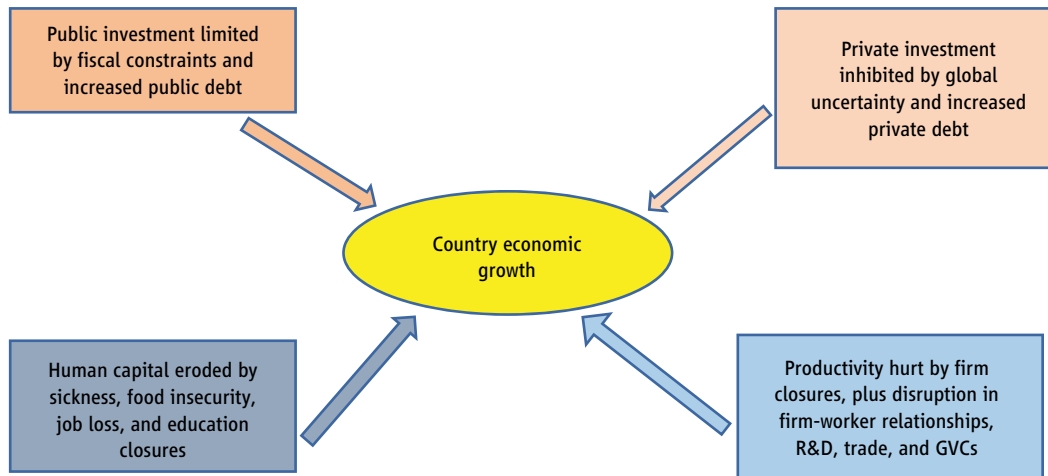 Public investment limited
by fiscal constraints and
increased public debt
Private investment
inhibited by global
uncertainty and increased
private debt
Country economic
growth
Human capital eroded by
sickness, food insecurity,
job loss, and education
closures
Productivity hurt by firm
closures, plus disruption in
firm-worker relationships,
R&D, trade, and GVCs